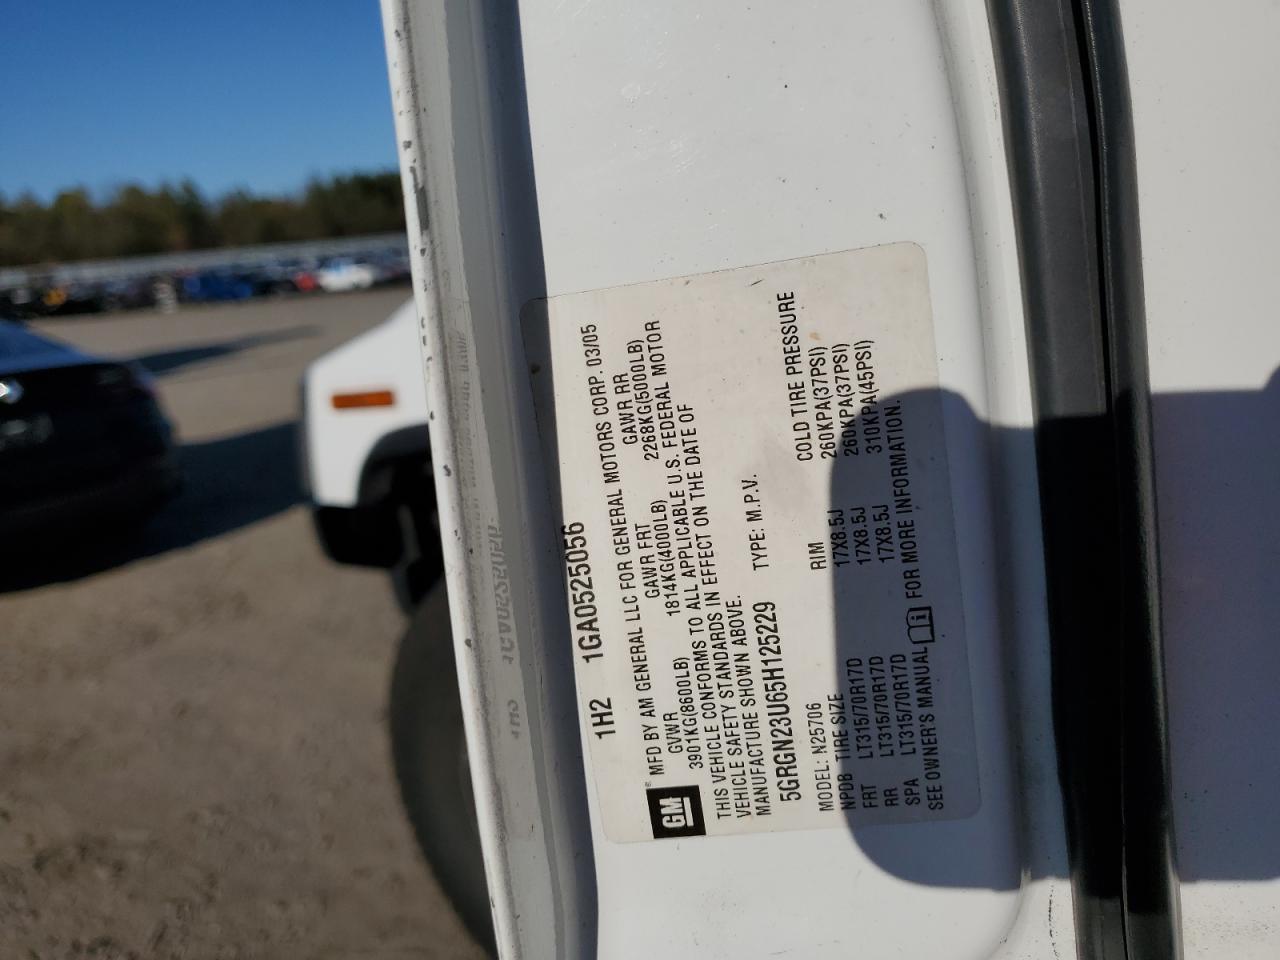 1H2 1GA0525056
GM ® MFD BY AM GENERAL LLC FOR GENERAL MOTORS CORP. 03/05
GVWR GAWR FRT GAWR RR
3901KG(8600LB) 1814KG(4000LB) 2268KG(5000LB)
THIS VEHICLE CONFORMS TO ALL APPLICABLE U.S. FEDERAL MOTOR
VEHICLE SAFETY STANDARDS IN EFFECT ON THE DATE OF
MANUFACTURE SHOWN ABOVE.
5GRGN23U65H125229 TYPE: M.P.V.
MODEL: N25706
NPDB TIRE SIZE RIM COLD TIRE PRESSURE
FRT LT315/70R17D 17X8.5J 260KPA(37PSI)
RR LT315/70R17D 17X8.5J 260KPA(37PSI)
SPA LT315/70R17D 17X8.5J 310KPA(45PSI)
SEE OWNER'S MANUAL FOR MORE INFORMATION.